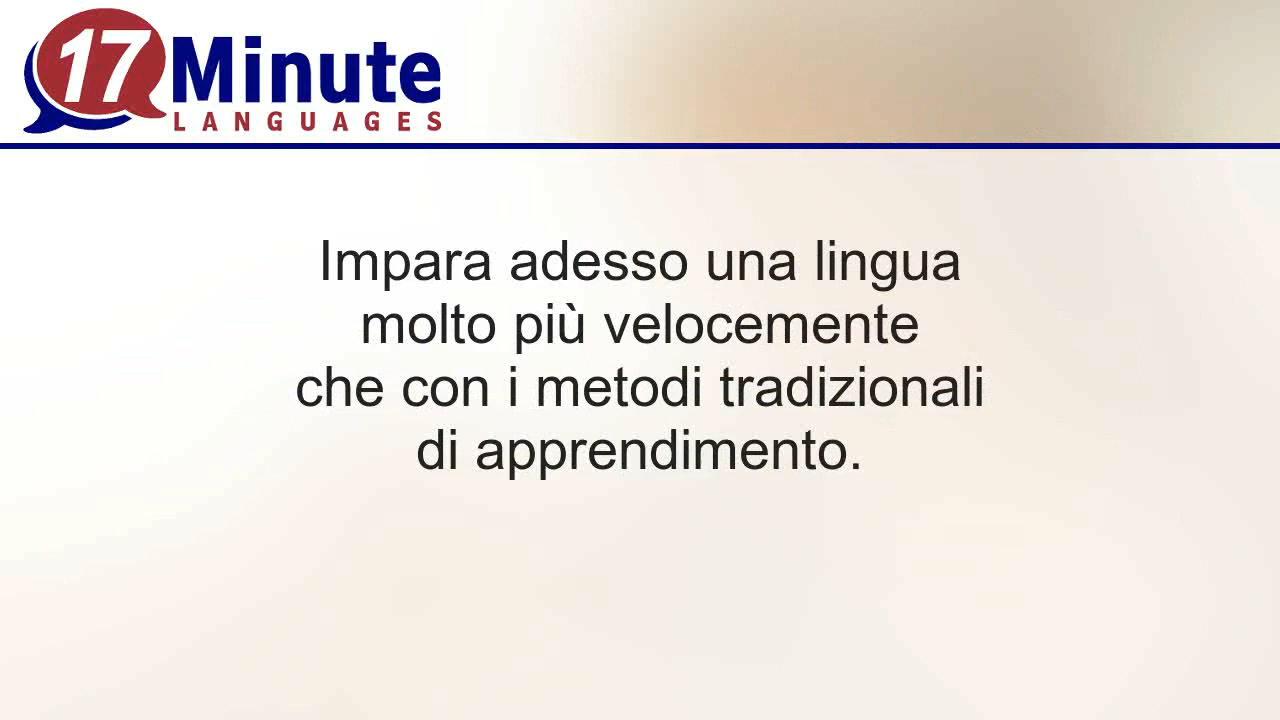 17 Minute
LANGUAGES
Impara adesso una lingua
molto più velocemente
che con i metodi tradizionali
di apprendimento.